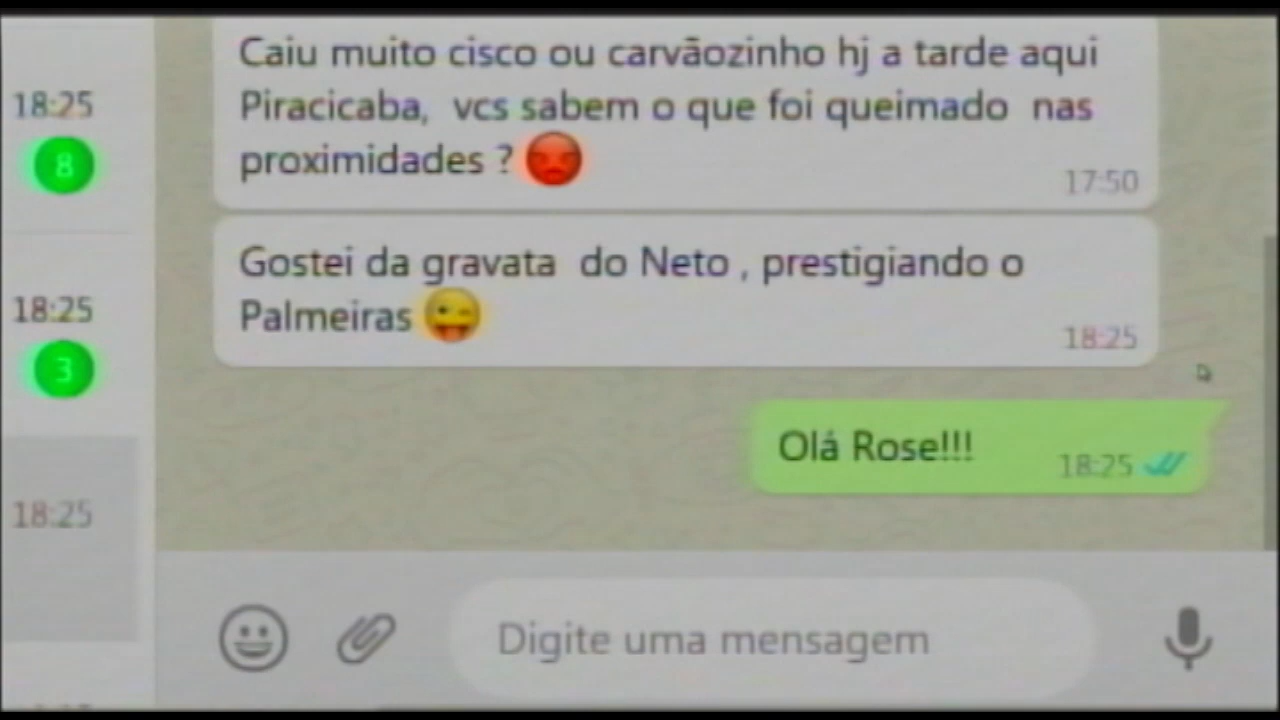 18:25
8
18:25
3
18:25
Caiu muito cisco ou carvãozinho hj a tarde aqui
Piracicaba, vcs sabem o que foi queimado nas
proximidades ?
17:50
Gostei da gravata do Neto , prestigiando o
Palmeiras
18:25
Olá Rose!!!
18:25
Digite uma mensagem